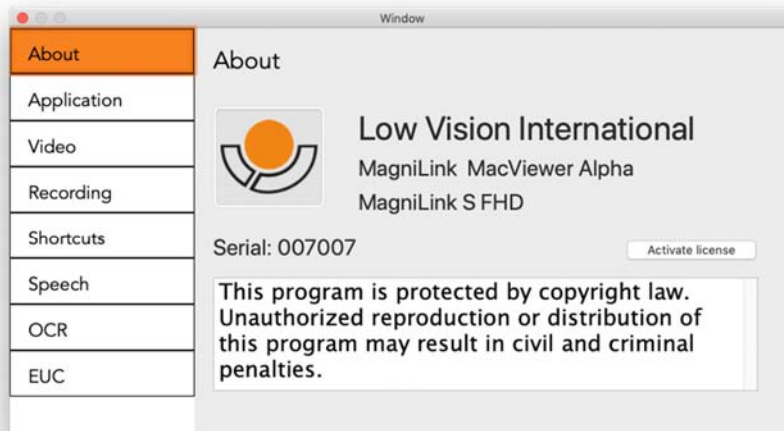 Window
About
Application
Video
Recording
Shortcuts
Speech
OCR
EUC
About
Low Vision International
MagniLink MacViewer Alpha
MagniLink S FHD
Serial: 007007
Activate license
This program is protected by copyright law.
Unauthorized reproduction or distribution of
this program may result in civil and criminal
penalties.